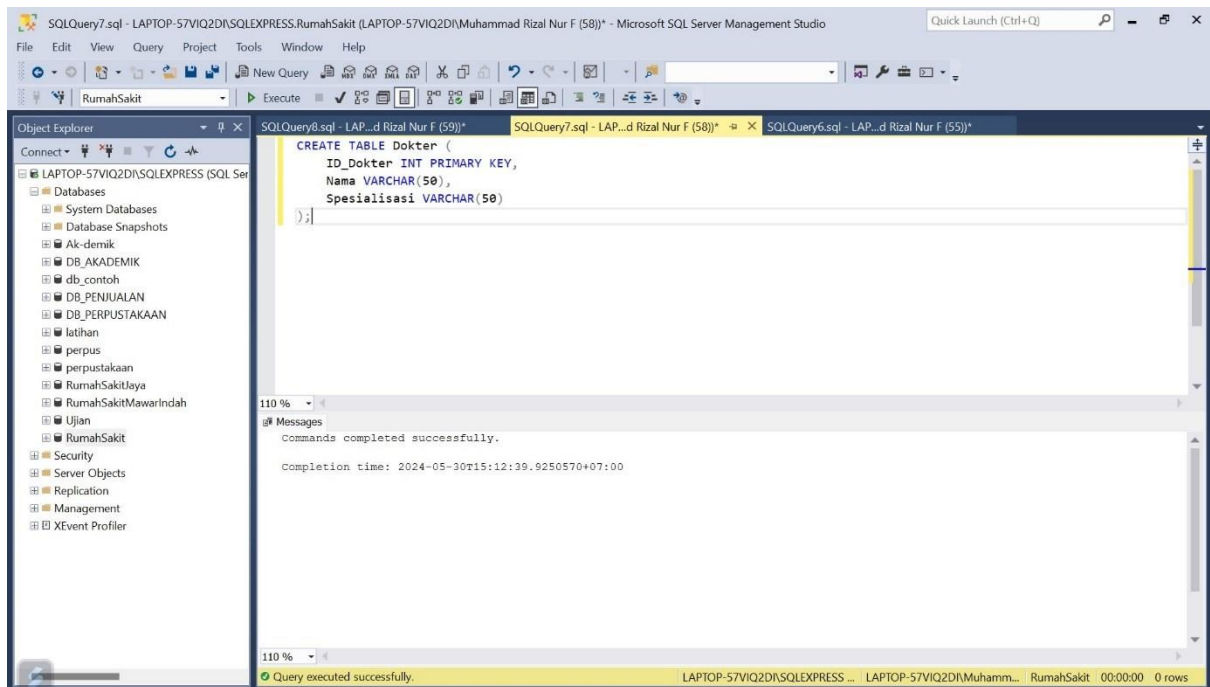 SQLQuery7.sql - LAPTOP-57VIQ2DI\SQLEXPRESS.RumahSakit (LAPTOP-57VIQ2DI\Muhammad Rizal Nur F (58))* - Microsoft SQL Server Management Studio
Quick Launch (Ctrl+Q)
File Edit View Query Project Tools Window Help
New Query
RumahSakit
Execute
Object Explorer
SQLQuery8.sql - LAP...d Rizal Nur F (59))*
SQLQuery7.sql - LAP...d Rizal Nur F (58))*
SQLQuery6.sql - LAP...d Rizal Nur F (55))*
Connect
LAPTOP-57VIQ2DI\SQLEXPRESS (SQL Ser
Databases
System Databases
Database Snapshots
Ak-demik
DB_AKADEMIK
db_contoh
DB_PENJUALAN
DB_PERPUSTAKAAN
latihan
perpus
perpustakaan
RumahSakitJaya
RumahSakitMawarIndah
Ujian
RumahSakit
Security
Server Objects
Replication
Management
XEvent Profiler
CREATE TABLE Dokter (
ID_Dokter INT PRIMARY KEY,
Nama VARCHAR(50),
Spesialisasi VARCHAR(50)
);
110 %
Messages
Commands completed successfully.
Completion time: 2024-05-30T15:12:39.9250570+07:00
110 %
Query executed successfully.
LAPTOP-57VIQ2DI\SQLEXPRESS ... LAPTOP-57VIQ2DI\Muhamm... RumahSakit 00:00:00 0 rows